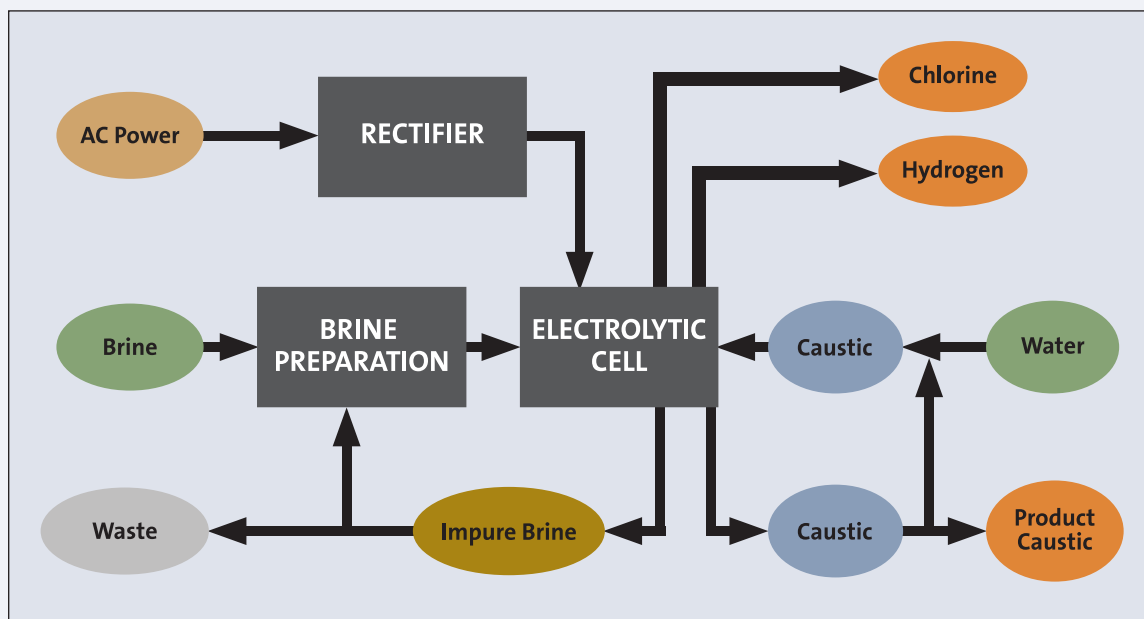 Chlorine
AC Power
RECTIFIER
Hydrogen
Brine
BRINE
PREPARATION
ELECTROLYTIC
CELL
Caustic
Water
Waste
Impure Brine
Caustic
Product
Caustic